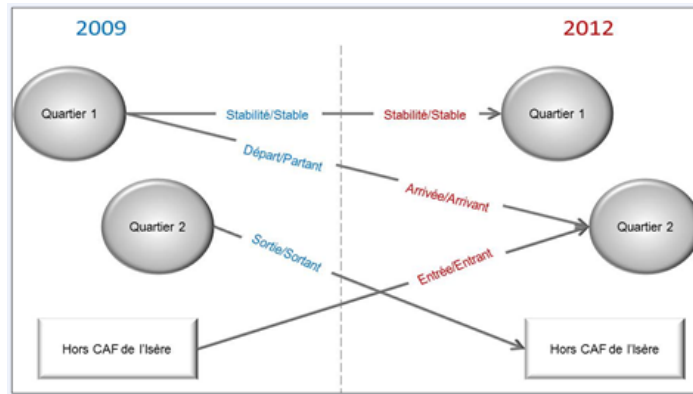 2009
2012
Quartier 1
Stabilité/Stable
Stabilité/Stable
Quartier 1
Départ/Partant
Arrivée/Arrivant
Quartier 2
Quartier 2
Sortie/Sortant
Entrée/Entrant
Hors CAF de l'Isère
Hors CAF de l'Isère